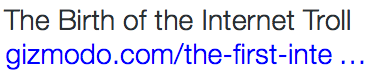 The Birth of the Internet Troll
gizmodo.com/the-first-inte ...